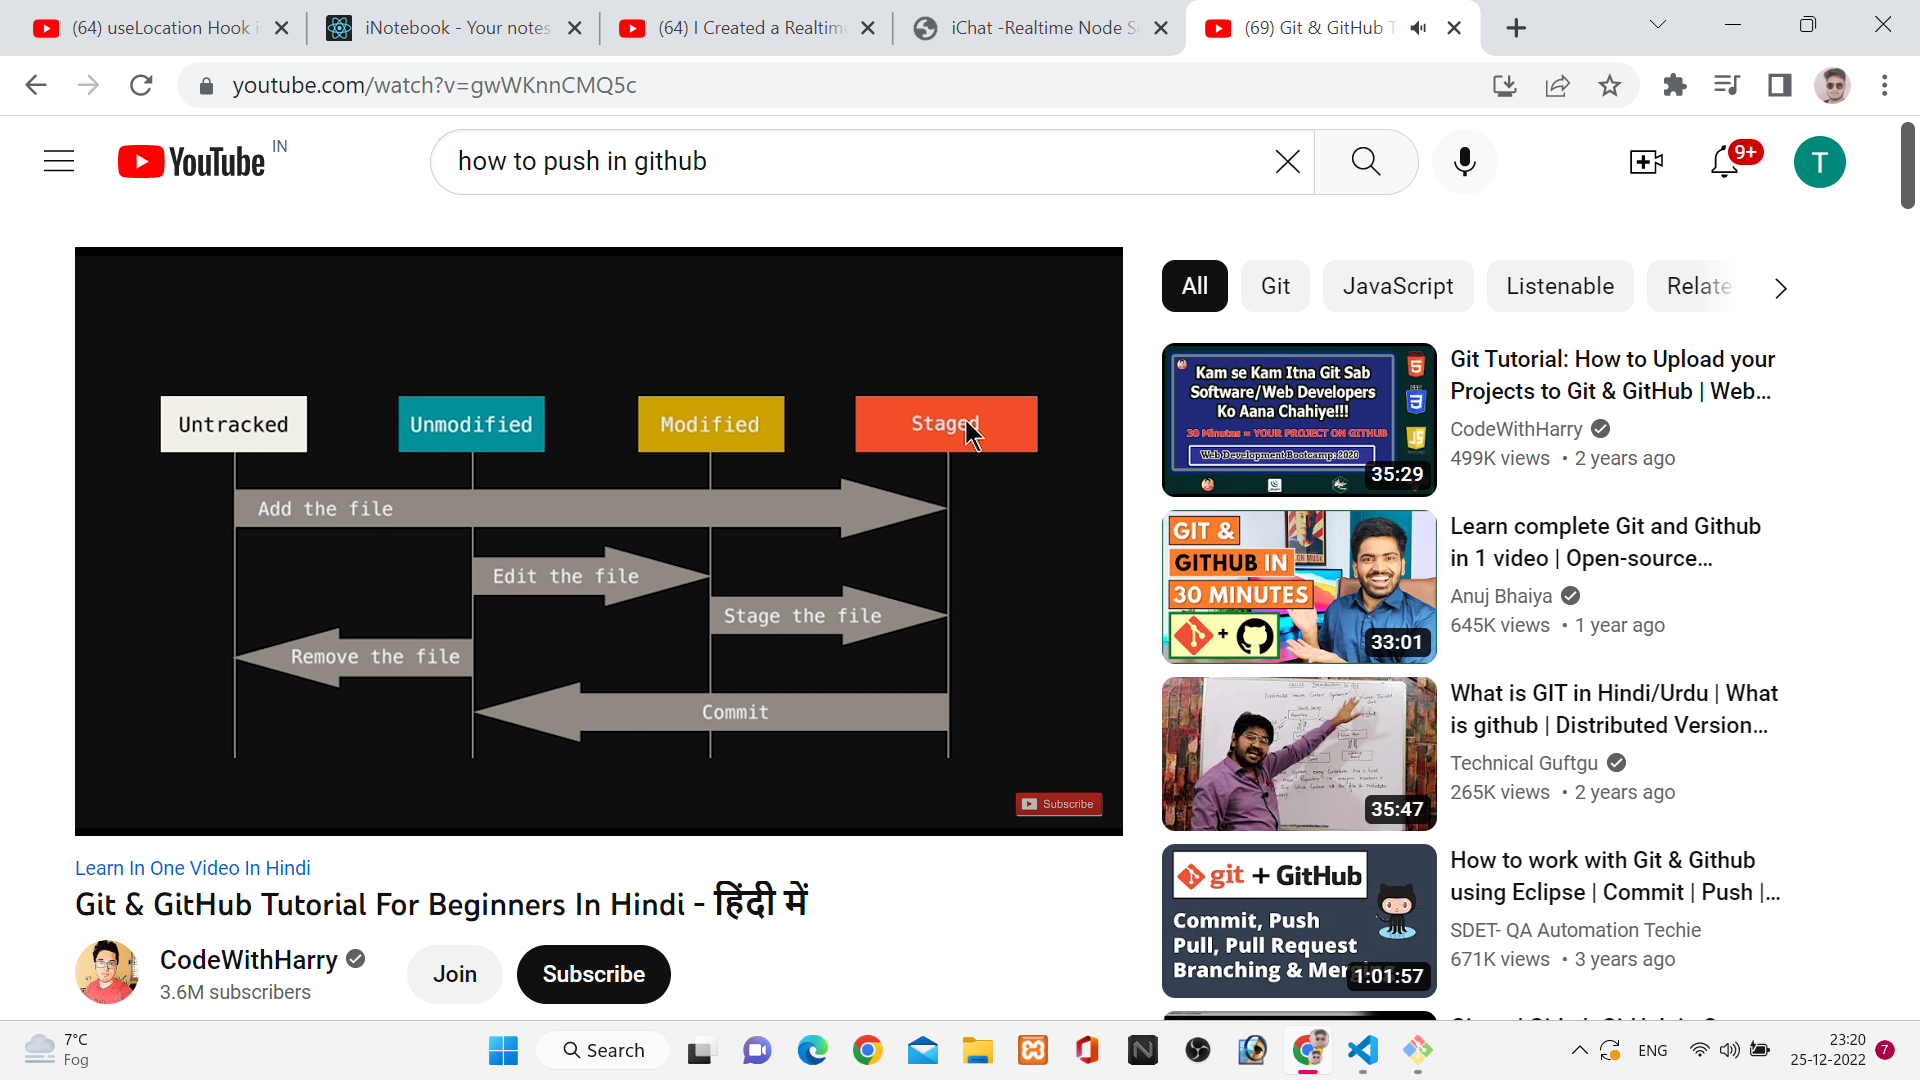 (64) useLocation Hook i
iNotebook - Your notes
(64) I Created a Realtime
iChat -Realtime Node S
(69) Git & GitHub T
youtube.com/watch?v=gwWKnnCMQ5c
YouTube IN
how to push in github
9+
T
Untracked
Unmodified
Modified
Staged
Add the file
Edit the file
Stage the file
Remove the file
Commit
Subscribe
Learn In One Video In Hindi
Git & GitHub Tutorial For Beginners In Hindi - हिंदी में
CodeWithHarry
3.6M subscribers
Join
Subscribe
All
Git
JavaScript
Listenable
Relate
Kam se Kam Itna Git Sab
Software/Web Developers
Ko Aana Chahiye!!!
30 Minutes = YOUR PROJECT ON GITHUB
Web Development Bootcamp: 2020
35:29
Git Tutorial: How to Upload your
Projects to Git & GitHub | Web...
CodeWithHarry
499K views • 2 years ago
GIT &
GITHUB IN
30 MINUTES
33:01
Learn complete Git and Github
in 1 video | Open-source...
Anuj Bhaiya
645K views • 1 year ago
35:47
What is GIT in Hindi/Urdu | What
is github | Distributed Version...
Technical Guftgu
265K views • 2 years ago
git + GitHub
Commit, Push
Pull, Pull Request
Branching & Mer
1:01:57
How to work with Git & Github
using Eclipse | Commit | Push |...
SDET- QA Automation Techie
671K views • 3 years ago
7°C
Fog
Search
ENG
23:20
25-12-2022
7